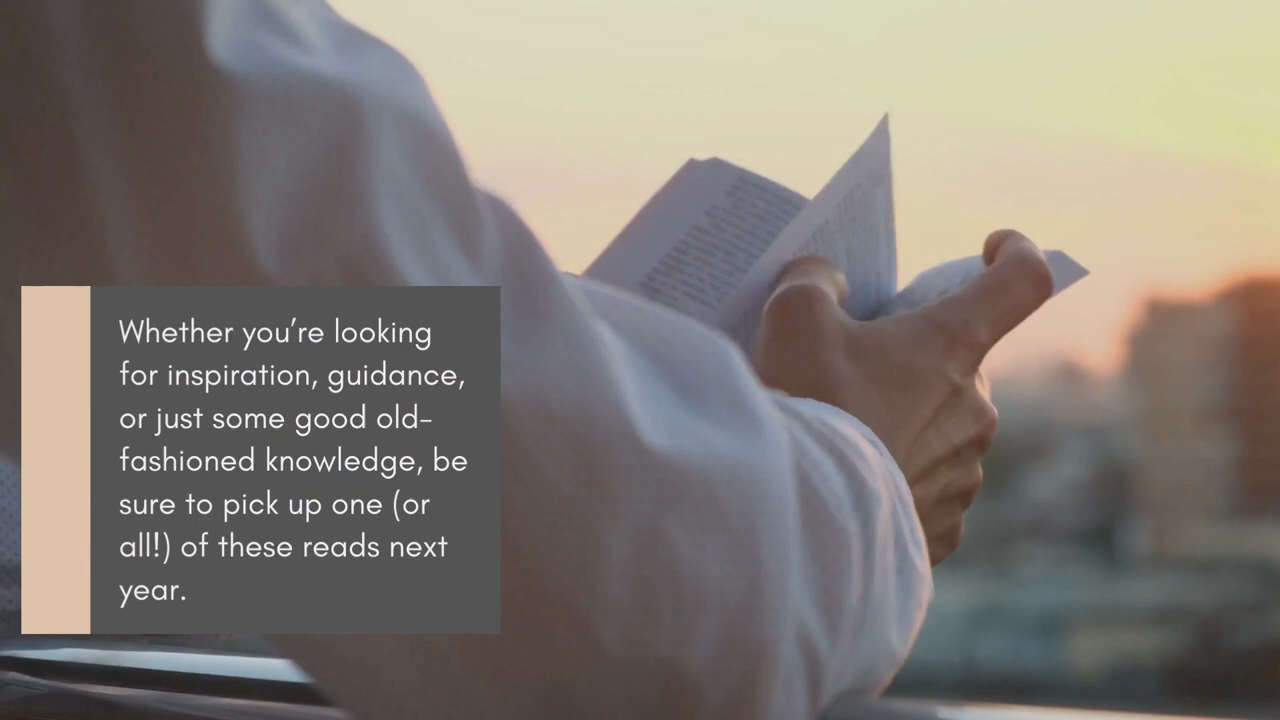 Whether you’re looking
for inspiration, guidance,
or just some good old-
fashioned knowledge, be
sure to pick up one (or
all!) of these reads next
year.